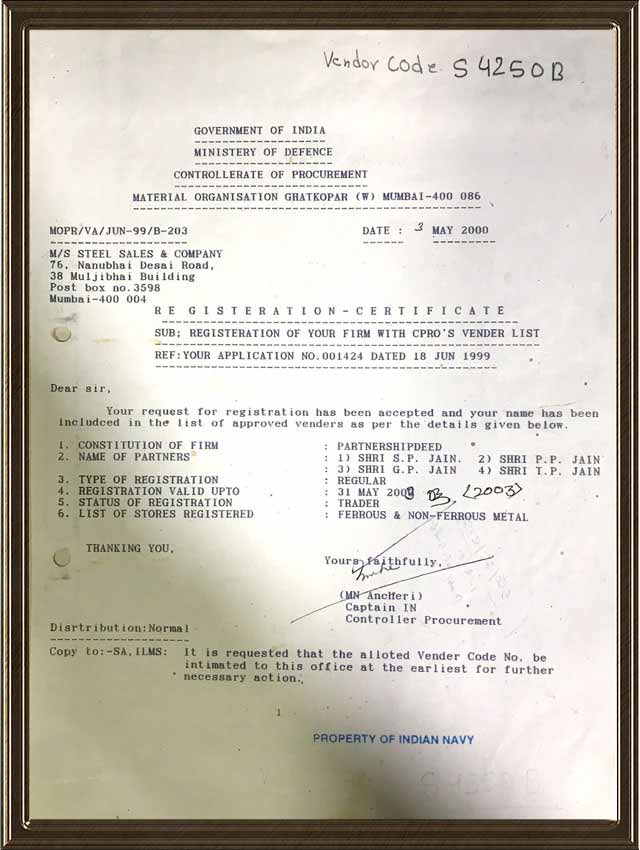 Vendor Code S 4250B
GOVERNMENT OF INDIA
MINISTERY OF DEFENCE
CONTROLLERATE OF PROCUREMENT
MATERIAL ORGANISATION GHATKOPAR (W) MUMBAI-400 086
MOPR/VA/JUN-99/B-203 DATE : 3 MAY 2000
M/S STEEL SALES & COMPANY
76, Nanubhai Desai Road,
38 Muljibhai Building
Post box no.3598
Mumbai-400 004
RE GISTERATION-CERTIFICATE
SUB; REGISTERATION OF YOUR FIRM WITH CPRO'S VENDER LIST
REF:YOUR APPLICATION NO.001424 DATED 18 JUN 1999
Dear sir,
Your request for registration has been accepted and your name has been
includced in the list of approved venders as per the details given below.
1. CONSTITUTION OF FIRM : PARTNERSHIPDEED
2. NAME OF PARTNERS : 1) SHRI S.P. JAIN. 2) SHRI P.P. JAIN
: 3) SHRI G.P. JAIN 4) SHRI T.P. JAIN
3. TYPE OF REGISTRATION : REGULAR
4. REGISTRATION VALID UPTO : 31 MAY 2003 (2003)
5. STATUS OF REGISTRATION : TRADER
6. LIST OF STORES REGISTERED : FERROUS & NON-FERROUS METAL
THANKING YOU,
Yours faithfully,
(MN AncHeri)
Captain IN
Controller Procurement
Disrtribution:Normal
Copy to:-SA,ILMS: It is requested that the alloted Vender Code No. be
intimated to this office at the earliest for further
necessary action.
1
PROPERTY OF INDIAN NAVY